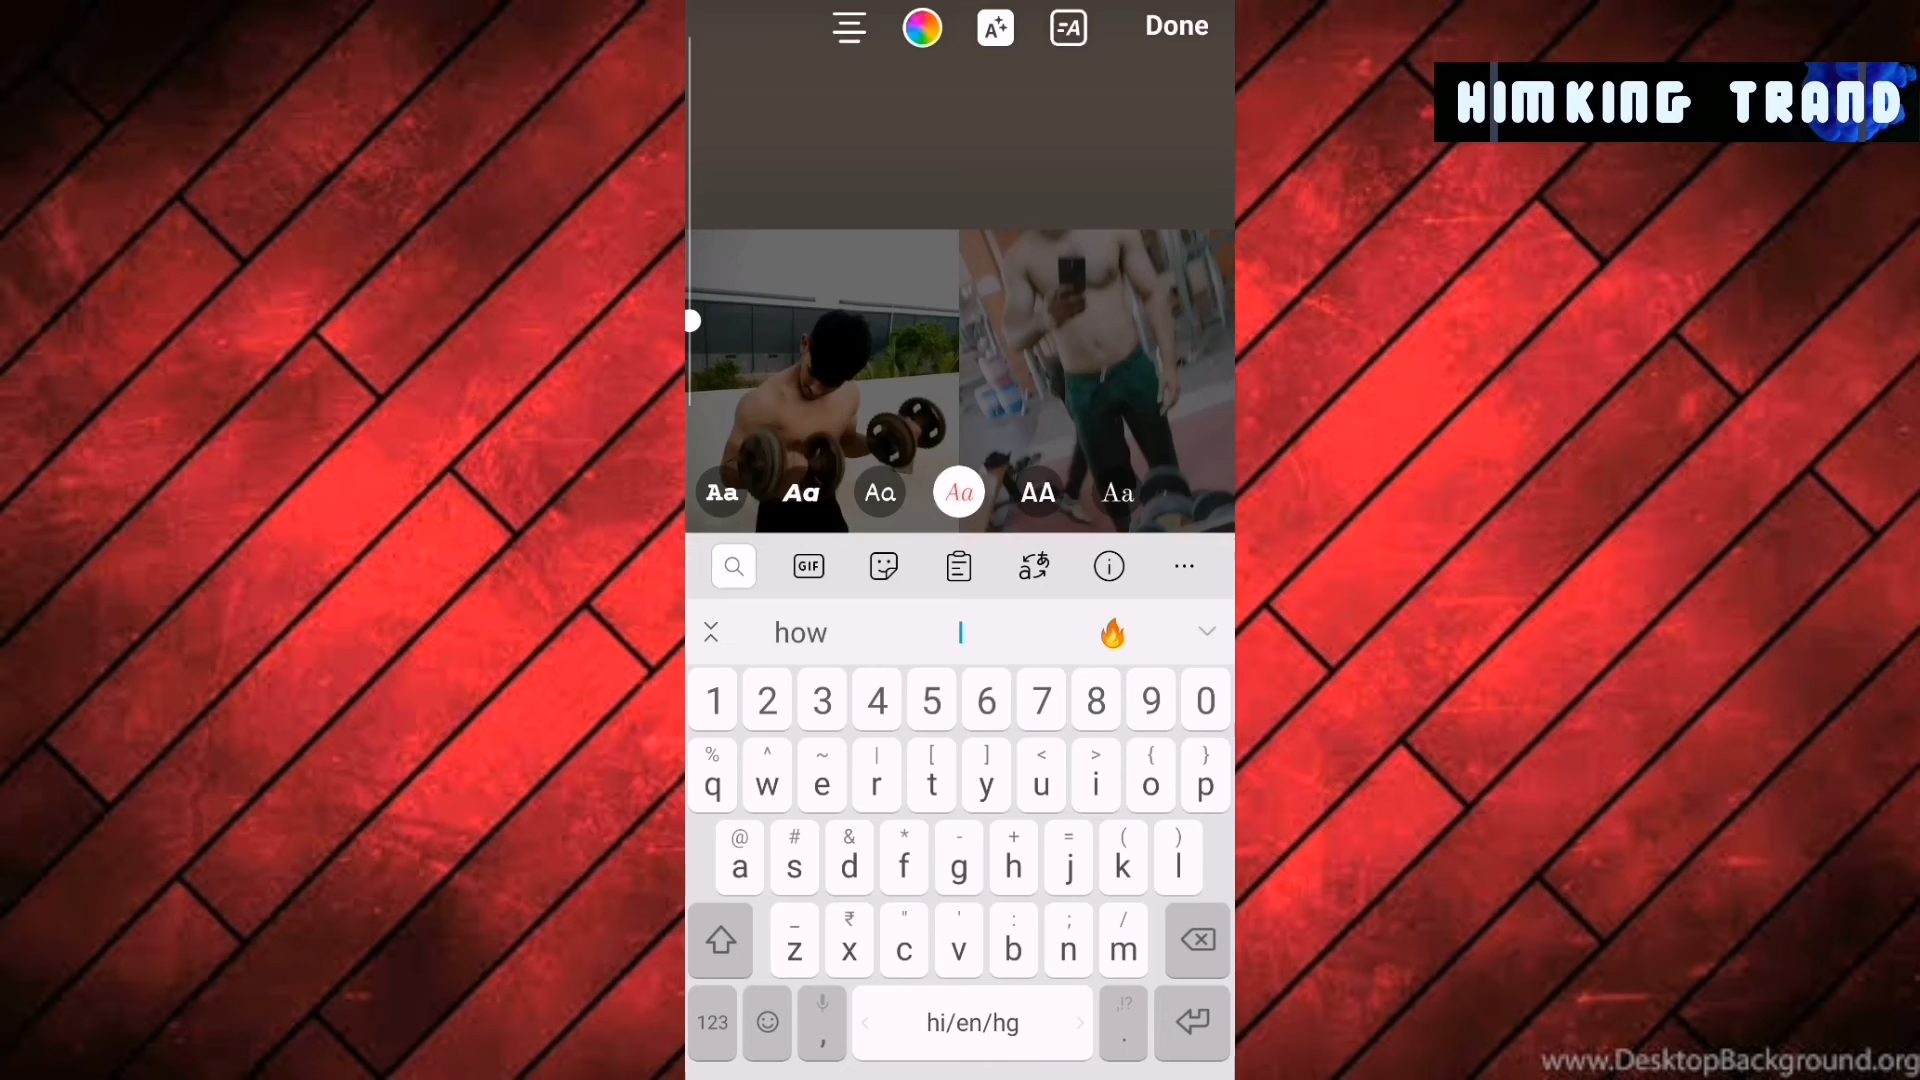 Done
HIMKING TRAND
Aa Aa Aa Aa AA Aa
GIF
how 🔥
1 2 3 4 5 6 7 8 9 0
% ^ ~ | [ ] < > { }
q w e r t y u i o p
@ # & * - + = ( )
a s d f g h j k l
_ ₹ " ' : ; /
z x c v b n m
123 , hi/en/hg ,!? .
www.DesktopBackground.org